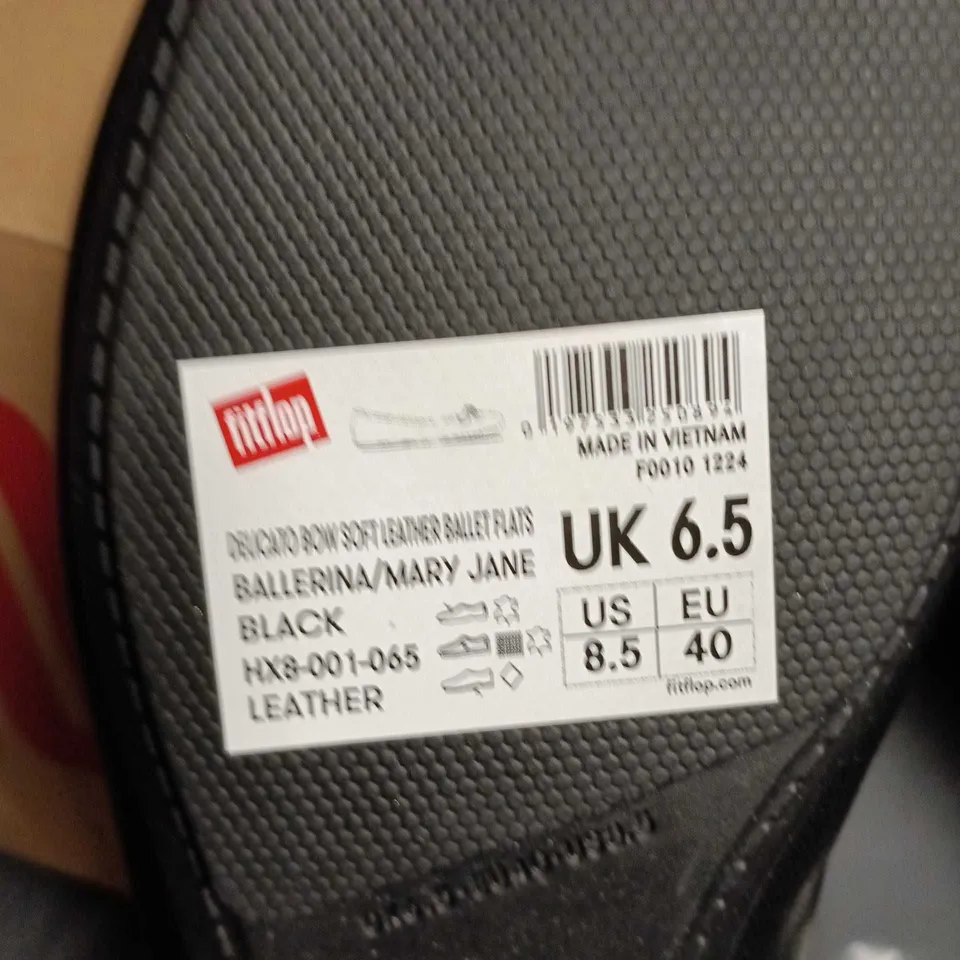 fitflop
MADE IN VIETNAM
F0010 1224
DELICATO BOW SOFT LEATHER BALLET FLATS
BALLERINA/MARY JANE
BLACK
HX8-001-065
LEATHER
UK 6.5
US EU
8.5 40
fitflop.com